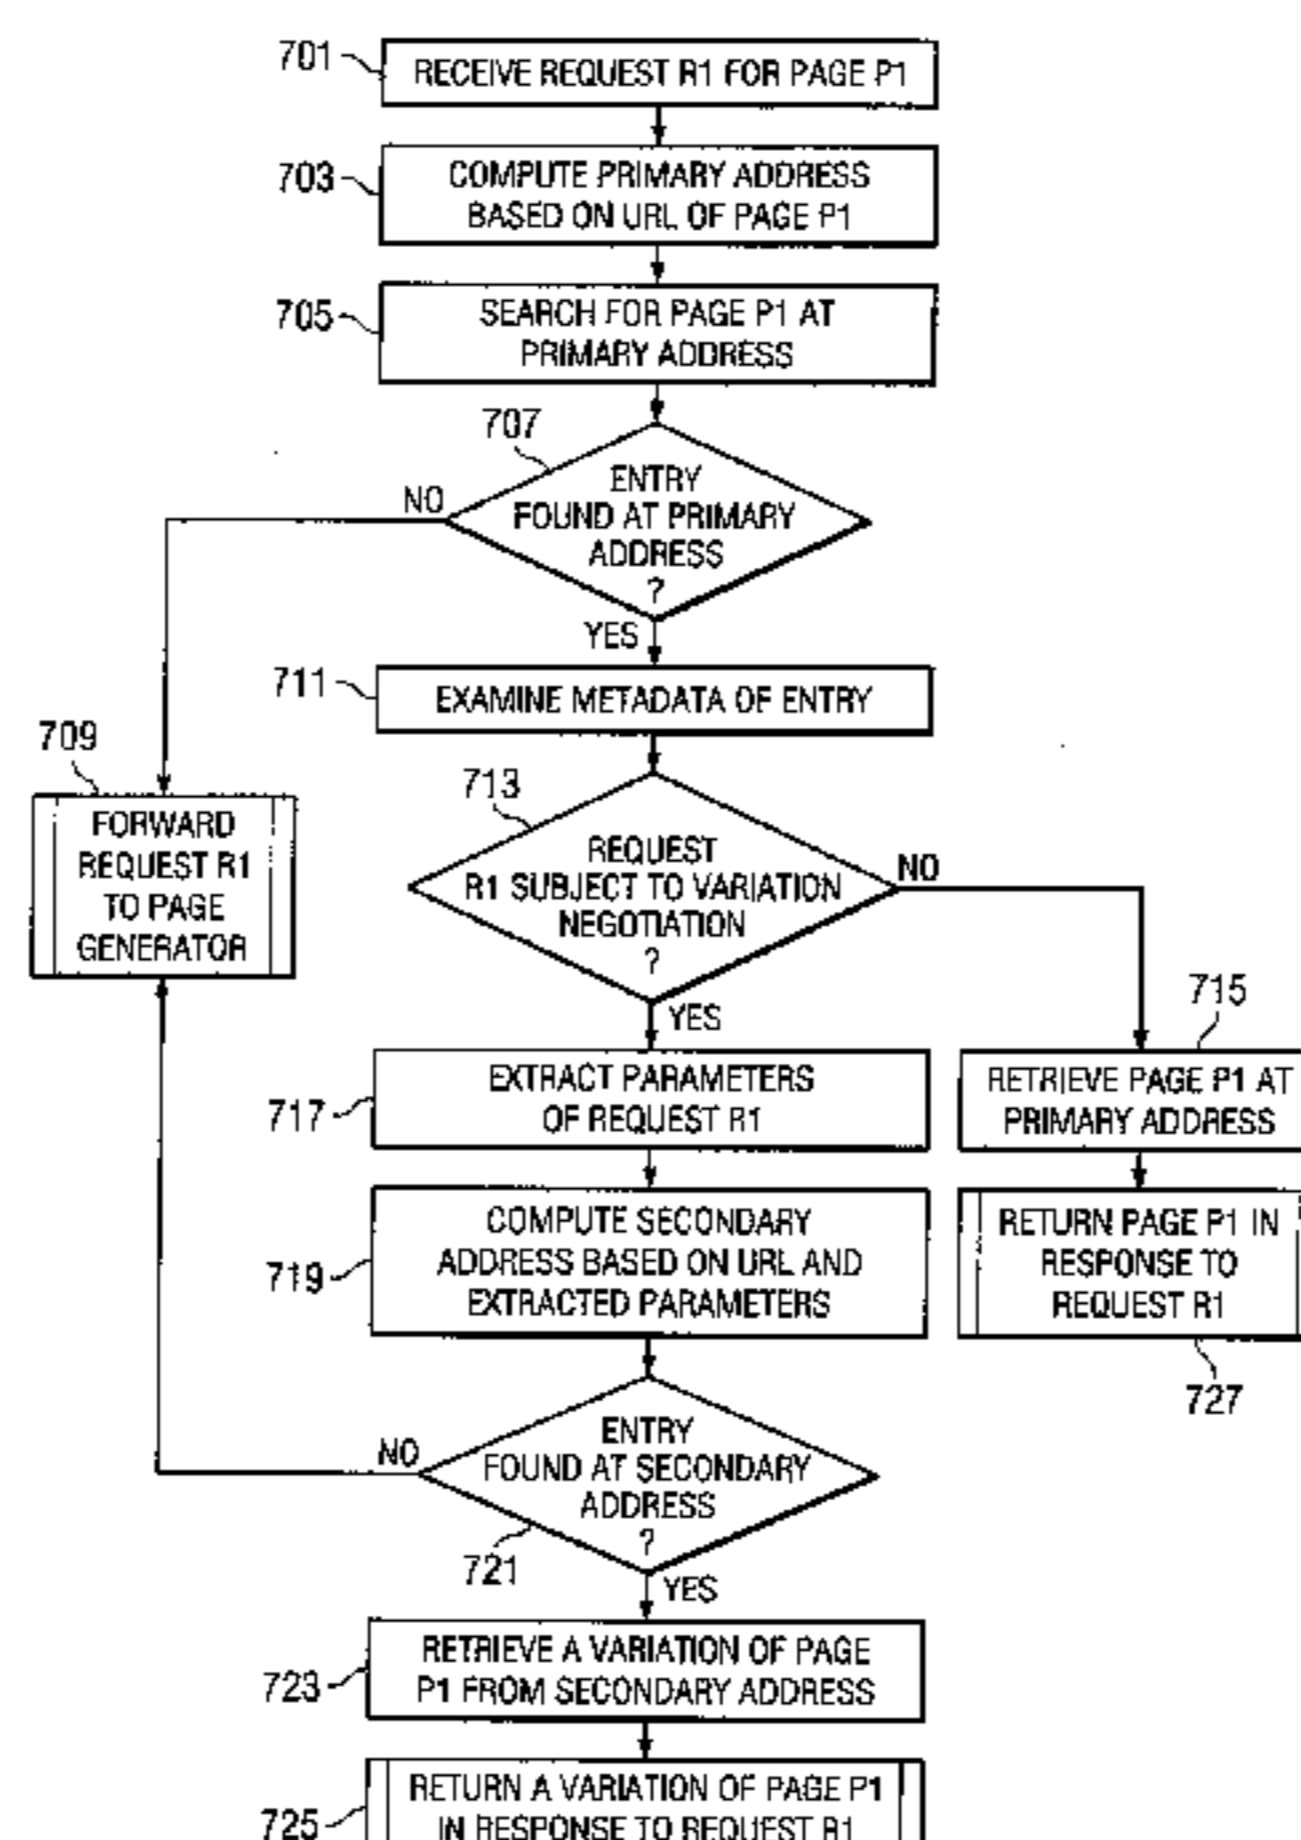 701
RECEIVE REQUEST R1 FOR PAGE P1
703
COMPUTE PRIMARY ADDRESS
BASED ON URL OF PAGE P1
705
SEARCH FOR PAGE P1 AT
PRIMARY ADDRESS
707
ENTRY
FOUND AT PRIMARY
ADDRESS
?
NO
YES
711
EXAMINE METADATA OF ENTRY
709
FORWARD
REQUEST R1
TO PAGE
GENERATOR
713
REQUEST
R1 SUBJECT TO VARIATION
NEGOTIATION
?
NO
YES
715
RETRIEVE PAGE P1 AT
PRIMARY ADDRESS
717
EXTRACT PARAMETERS
OF REQUEST R1
719
COMPUTE SECONDARY
ADDRESS BASED ON URL AND
EXTRACTED PARAMETERS
RETURN PAGE P1 IN
RESPONSE TO
REQUEST R1
727
ENTRY
FOUND AT SECONDARY
ADDRESS
?
NO
721
YES
723
RETRIEVE A VARIATION OF PAGE
P1 FROM SECONDARY ADDRESS
725
RETURN A VARIATION OF PAGE P1
IN RESPONSE TO REQUEST R1